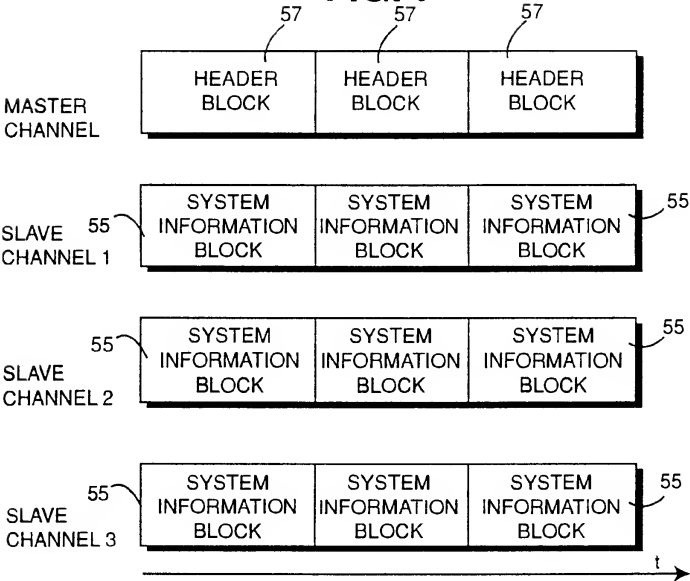 57 57 57
MASTER CHANNEL
HEADER BLOCK HEADER BLOCK HEADER BLOCK
SLAVE CHANNEL 1
55 55
SYSTEM INFORMATION BLOCK SYSTEM INFORMATION BLOCK SYSTEM INFORMATION BLOCK
SLAVE CHANNEL 2
55 55
SYSTEM INFORMATION BLOCK SYSTEM INFORMATION BLOCK SYSTEM INFORMATION BLOCK
SLAVE CHANNEL 3
55 55
SYSTEM INFORMATION BLOCK SYSTEM INFORMATION BLOCK SYSTEM INFORMATION BLOCK
t